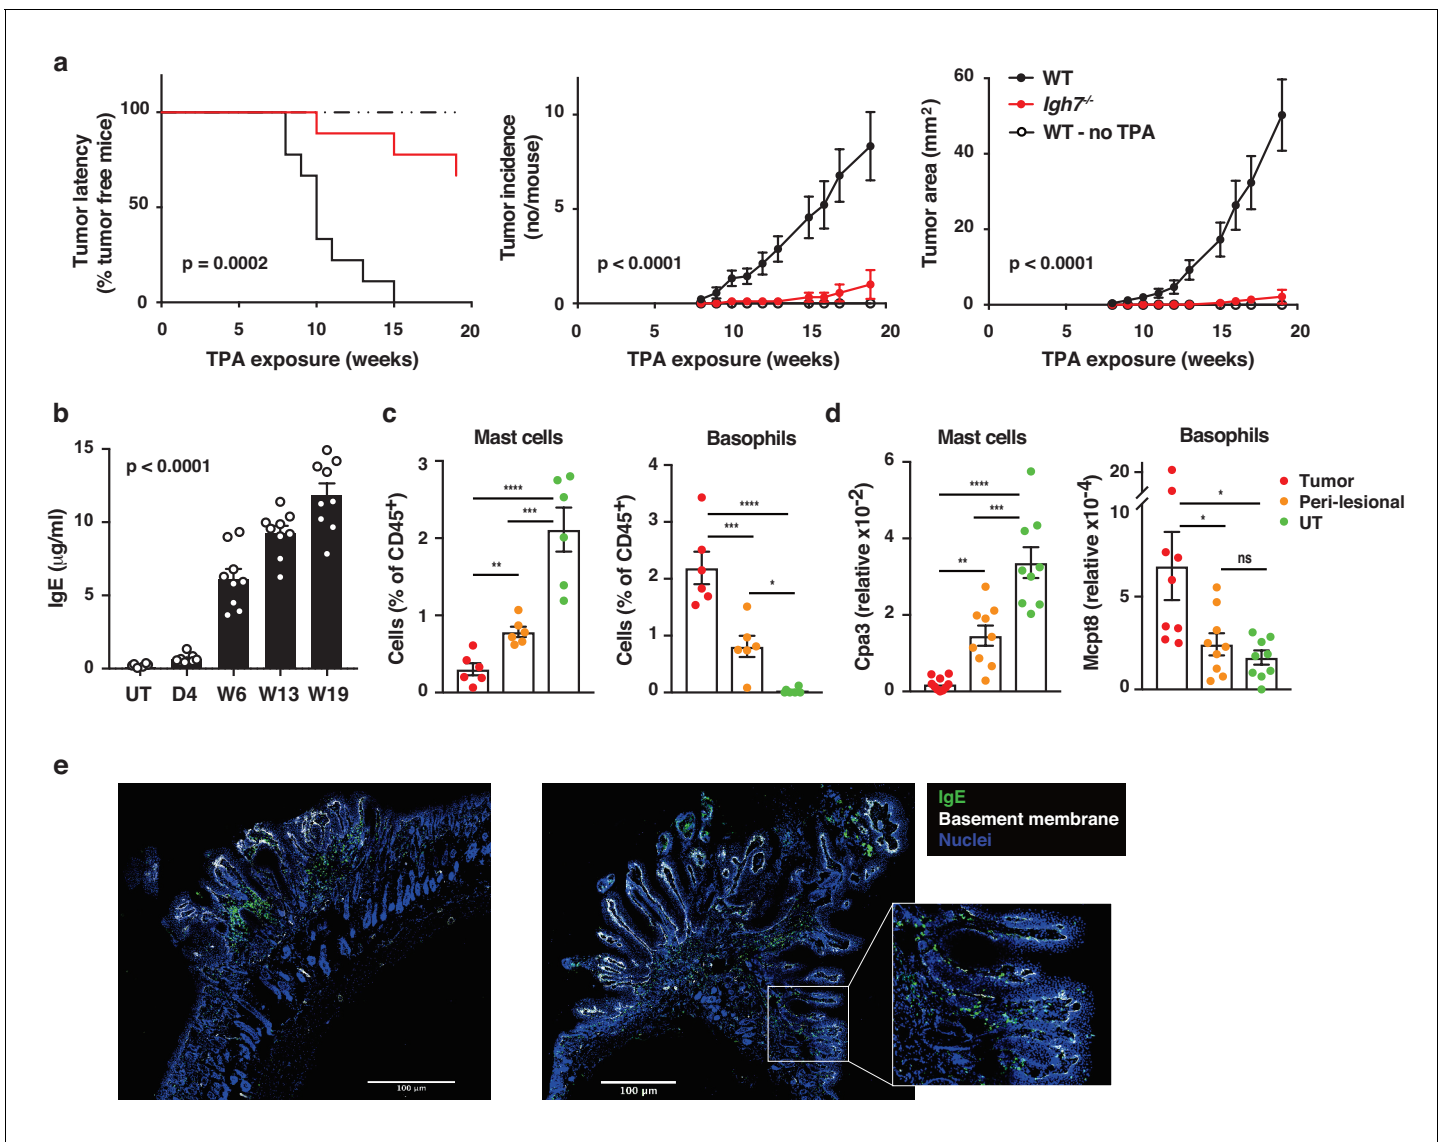 a
Tumor latency
(% tumor free mice)
100
50
0
p = 0.0002
0 5 10 15 20
TPA exposure (weeks)
Tumor incidence
(no/mouse)
10
5
0
p < 0.0001
0 5 10 15 20
TPA exposure (weeks)
Tumor area (mm²)
60
40
20
0
WT
Igh7-/-
WT - no TPA
p < 0.0001
0 5 10 15 20
TPA exposure (weeks)
b
IgE (µg/ml)
15
10
5
0
p < 0.0001
UT D4 W6 W13 W19
c
Mast cells
Cells (% of CD45+)
3
2
1
0
****
***
**
Basophils
Cells (% of CD45+)
4
3
2
1
0
****
***
*
d
Mast cells
Cpa3 (relative x10-2)
6
4
2
0
****
***
**
Basophils
Mcpt8 (relative x10-4)
20
10
5
0
*
*
ns
Tumor
Peri-lesional
UT
e
IgE
Basement membrane
Nuclei
100 µm
100 µm